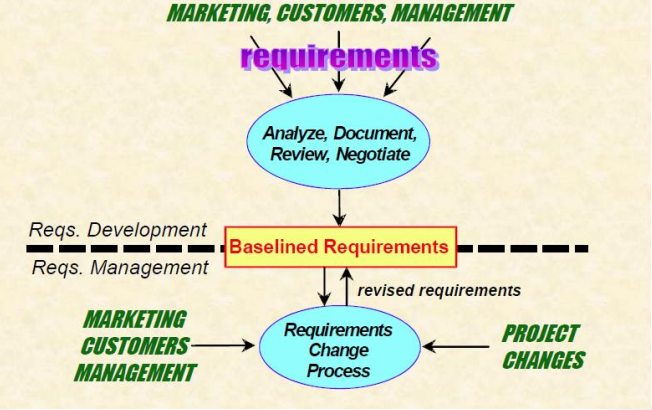 MARKETING, CUSTOMERS, MANAGEMENT
requirements
Analyze, Document,
Review, Negotiate
Reqs. Development
Baselined Requirements
Reqs. Management
revised requirements
MARKETING
CUSTOMERS
MANAGEMENT
Requirements
Change
Process
PROJECT
CHANGES